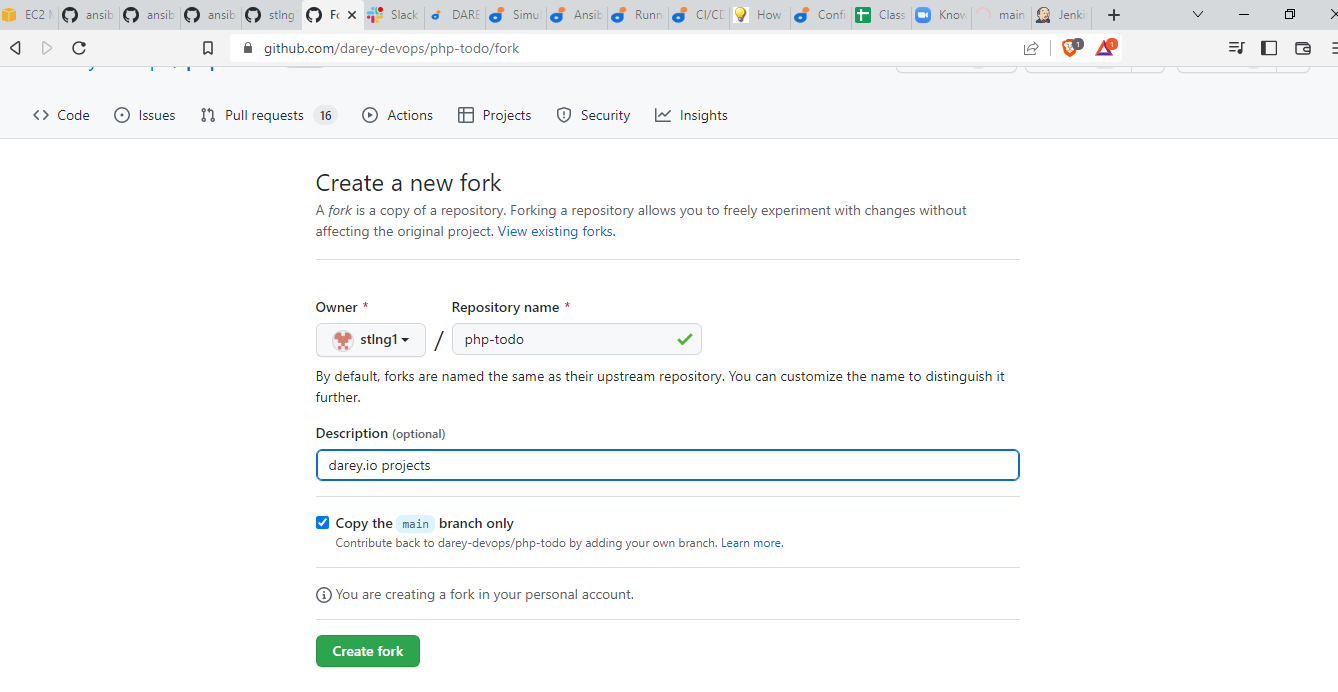 EC2 M ansib ansib ansib stlng Fo Slack DARE Simul Ansib Runn CI/CD How Confi Class Know main Jenki
github.com/darey-devops/php-todo/fork 1 1
Code Issues Pull requests 16 Actions Projects Security Insights
Create a new fork
A fork is a copy of a repository. Forking a repository allows you to freely experiment with changes without
affecting the original project. View existing forks.
Owner * Repository name *
stlng1 / php-todo
By default, forks are named the same as their upstream repository. You can customize the name to distinguish it
further.
Description (optional)
darey.io projects
Copy the main branch only
Contribute back to darey-devops/php-todo by adding your own branch. Learn more.
You are creating a fork in your personal account.
Create fork